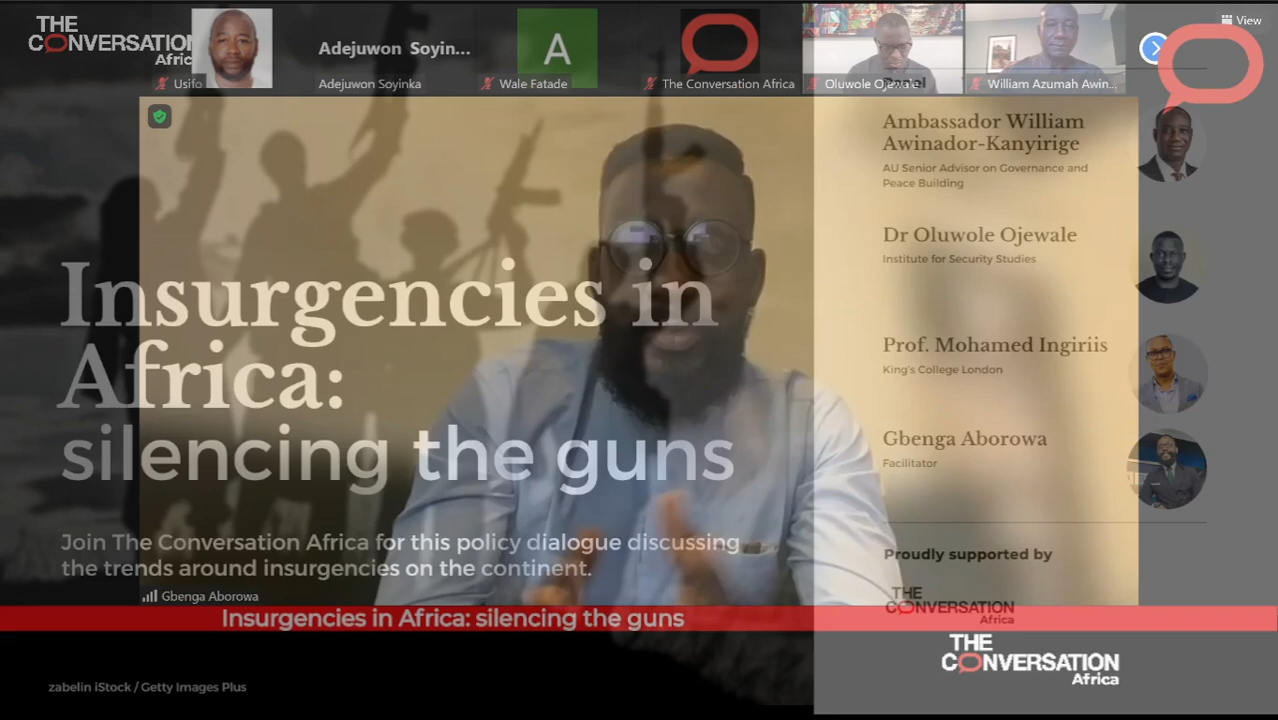 THE
CONVERSATION
Africa
View
Adejuwon Soyin...
A
Usifo
Adejuwon Soyinka
Wale Fatade
The Conversation Africa
Oluwole Ojewale
William Azumah Awin...
Panel
Ambassador William
Awinador-Kanyirige
AU Senior Advisor on Governance and
Peace Building
Dr Oluwole Ojewale
Institute for Security Studies
Prof. Mohamed Ingiriis
King's College London
Gbenga Aborowa
Facilitator
Proudly supported by
THE
CONVERSATION
Africa
Insurgencies in
Africa:
silencing the guns
Join The Conversation Africa for this policy dialogue discussing
the trends around insurgencies on the continent.
Gbenga Aborowa
Insurgencies in Africa: silencing the guns
THE
CONVERSATION
Africa
zabelin iStock / Getty Images Plus